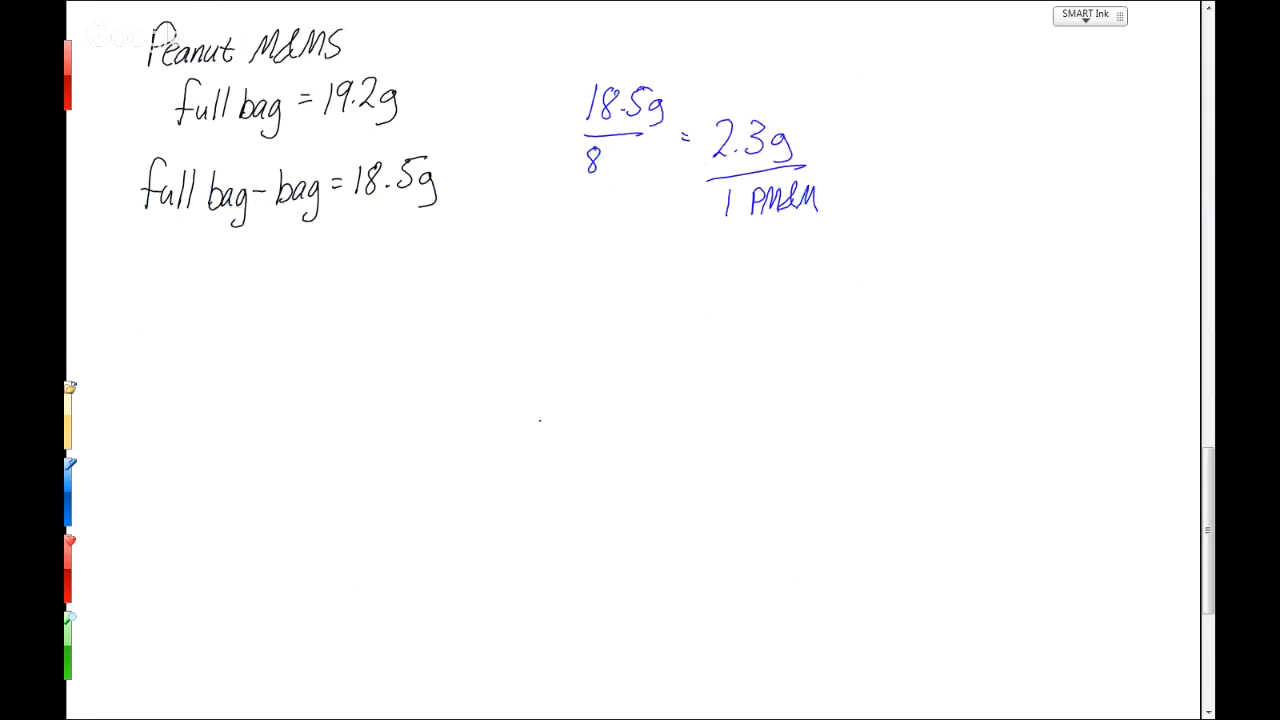 SMART Ink
Peanut M&MS
full bag = 19.2g
full bag - bag = 18.5g
18.5g
8
= 2.3g
1 PM&M